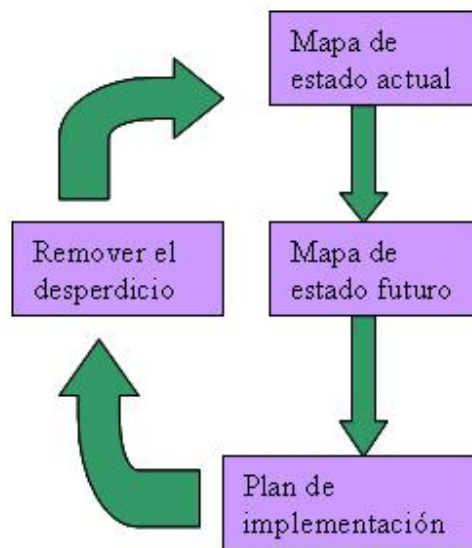 Mapa de
estado actual
Mapa de
estado futuro
Plan de
implementación
Remover el
desperdicio